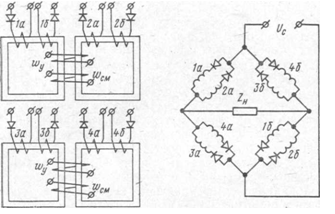 1а 1б 2а 2б
wу
wсм
3а 3б 4а 4б
wу
wсм
Uс
1а 2а 3б 4б
Zн
3а 4а 1б 2б